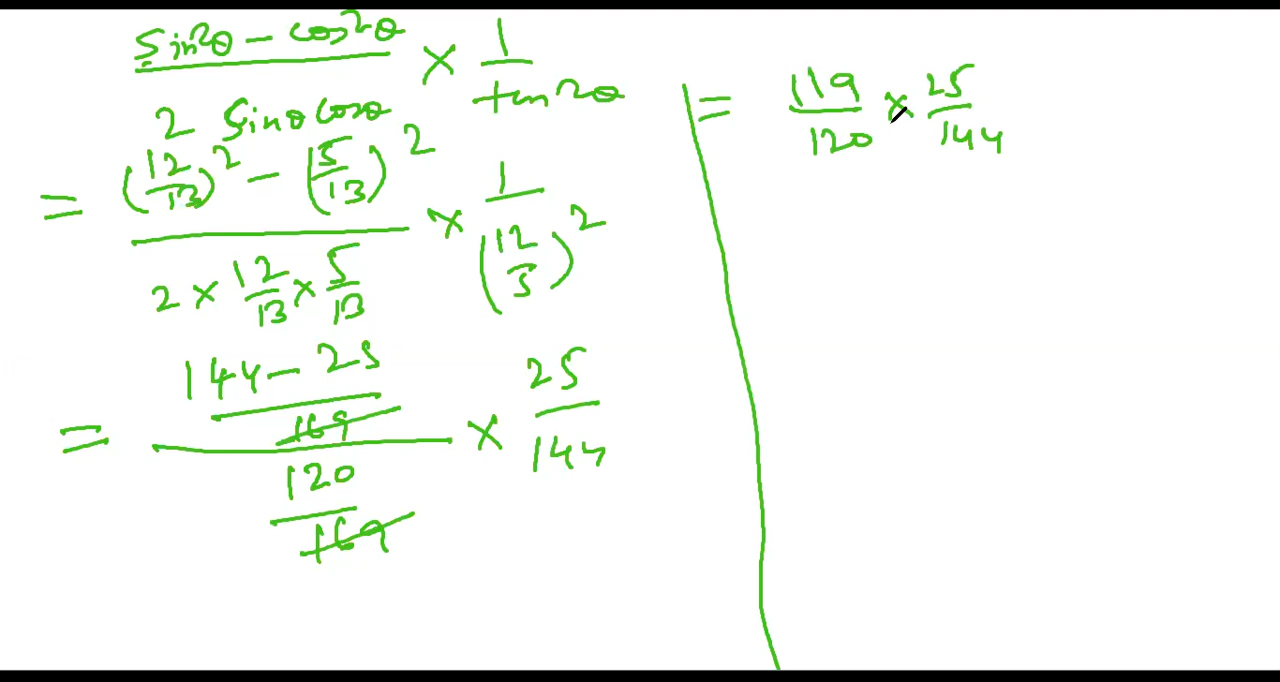 sin²θ - cos²θ / 2 sinθ cosθ × 1/tan²θ
= (12/13)² - (5/13)² / 2 × 12/13 × 5/13 × 1/(12/5)²
= 144 - 25 / 169 / 120 / 169 × 25/144
= 119/120 × 25/144